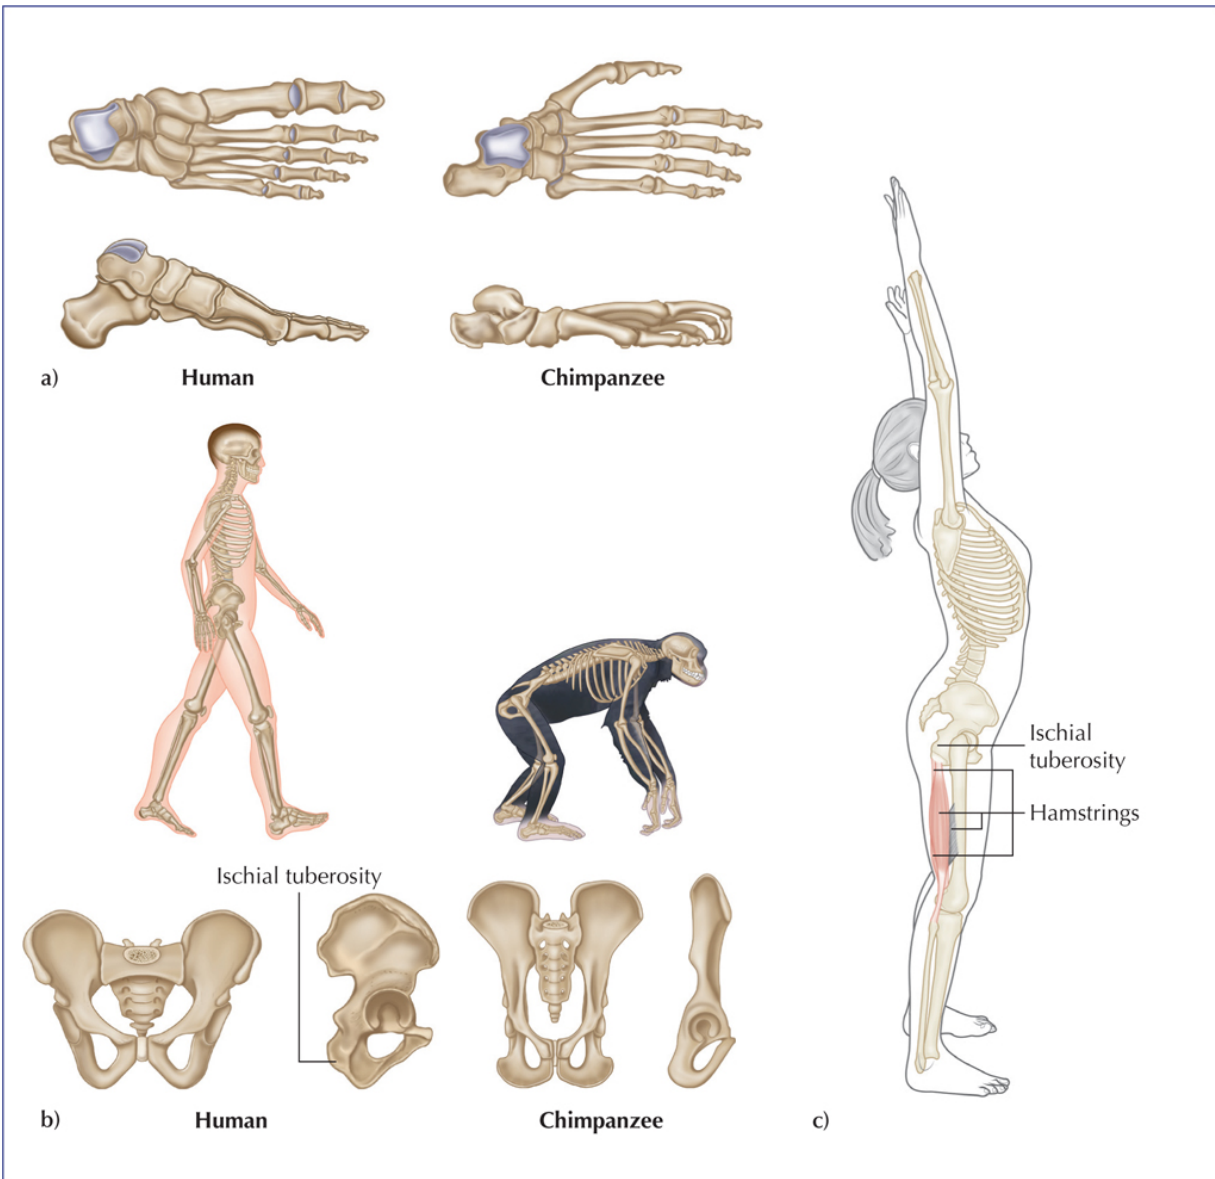 a)
Human
Chimpanzee
Ischial tuberosity
b)
Human
Chimpanzee
Ischial
tuberosity
Hamstrings
c)